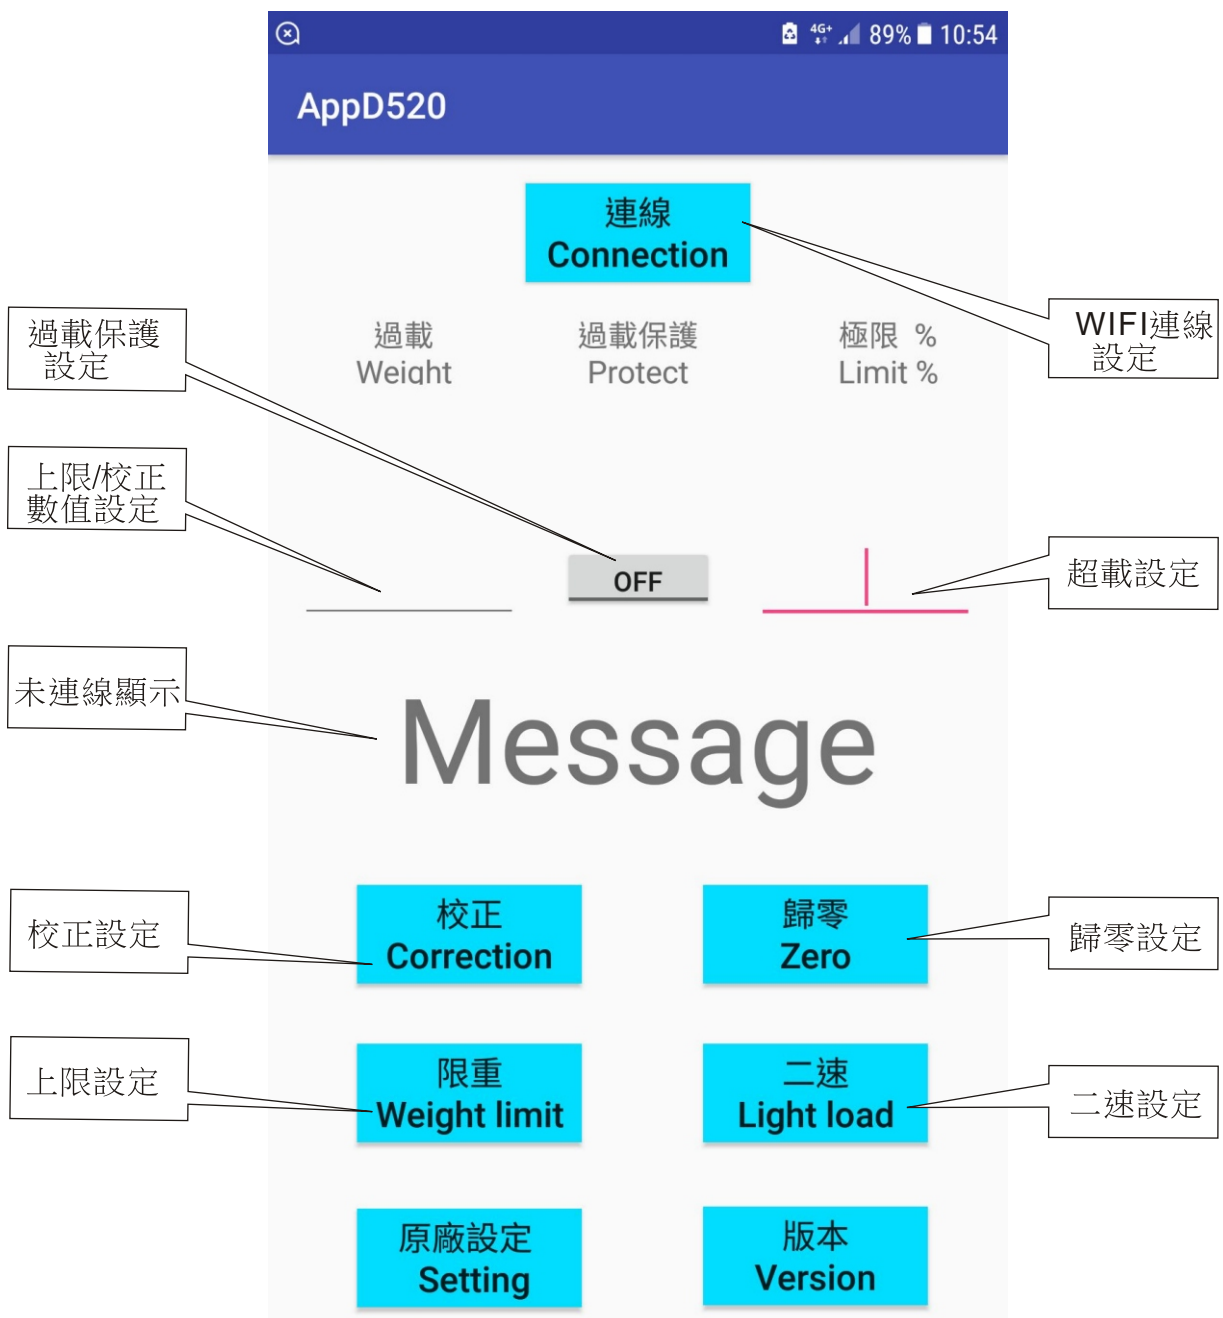 4G+ 89% 10:54
AppD520
連線
Connection
過載保護
設定
WIFI連線
設定
過載
Weight
過載保護
Protect
極限 %
Limit %
上限/校正
數值設定
OFF
超載設定
未連線顯示
Message
校正設定
校正
Correction
歸零
Zero
歸零設定
上限設定
限重
Weight limit
二速
Light load
二速設定
原廠設定
Setting
版本
Version